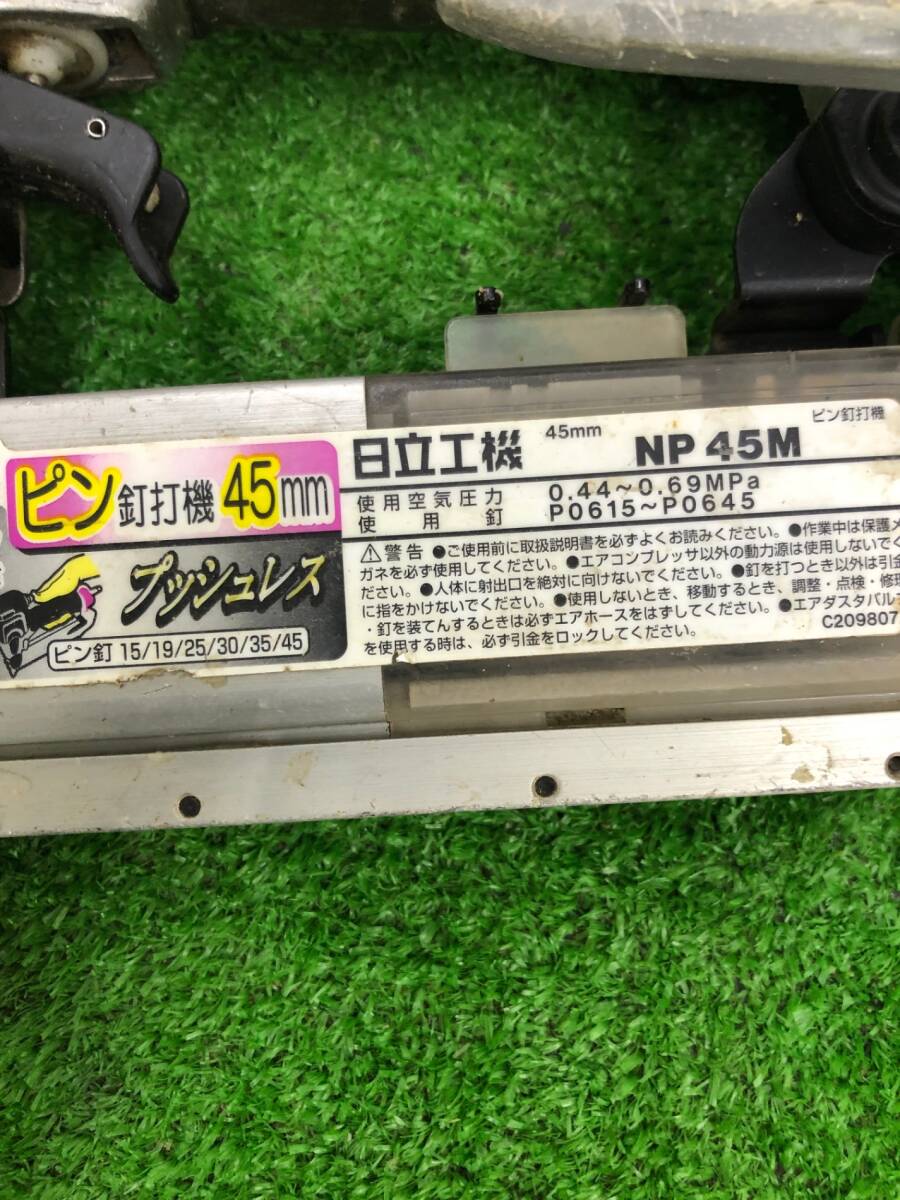 ピン釘打機 45mm
プッシュレス
ピン釘 15/19/25/30/35/45
日立工機 45mm NP 45M ピン釘打機
使用空気圧力 0.44～0.69MPa
使用釘 P0615～P0645
⚠警告 ●ご使用前に取扱説明書を必ずよくお読みください。●作業中は保護メ
ガネを必ず使用してください。●エアコンプレッサ以外の動力源は使用しないでく
ださい。●人体に射出口を絶対に向けないでください。●釘を打つとき以外は引金
に指をかけないでください。●使用しないとき、移動するとき、調整・点検・修理
・釘を装てんするときは必ずエアホースをはずしてください。●エアダスタバルブ
を使用する時は、必ず引金をロックしてください。 C209807